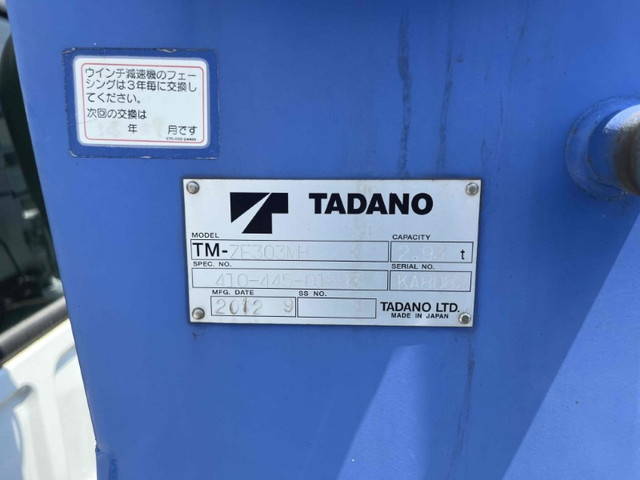 ウインチ減速機のフェー
シングは3年毎に交換し
てください。
次回の交換は
年 月です
TADANO
MODEL CAPACITY
TM-ZE303MH t
SPEC. NO. SERIAL NO.
MFG. DATE SS NO.
2012 9 TADANO LTD.
MADE IN JAPAN